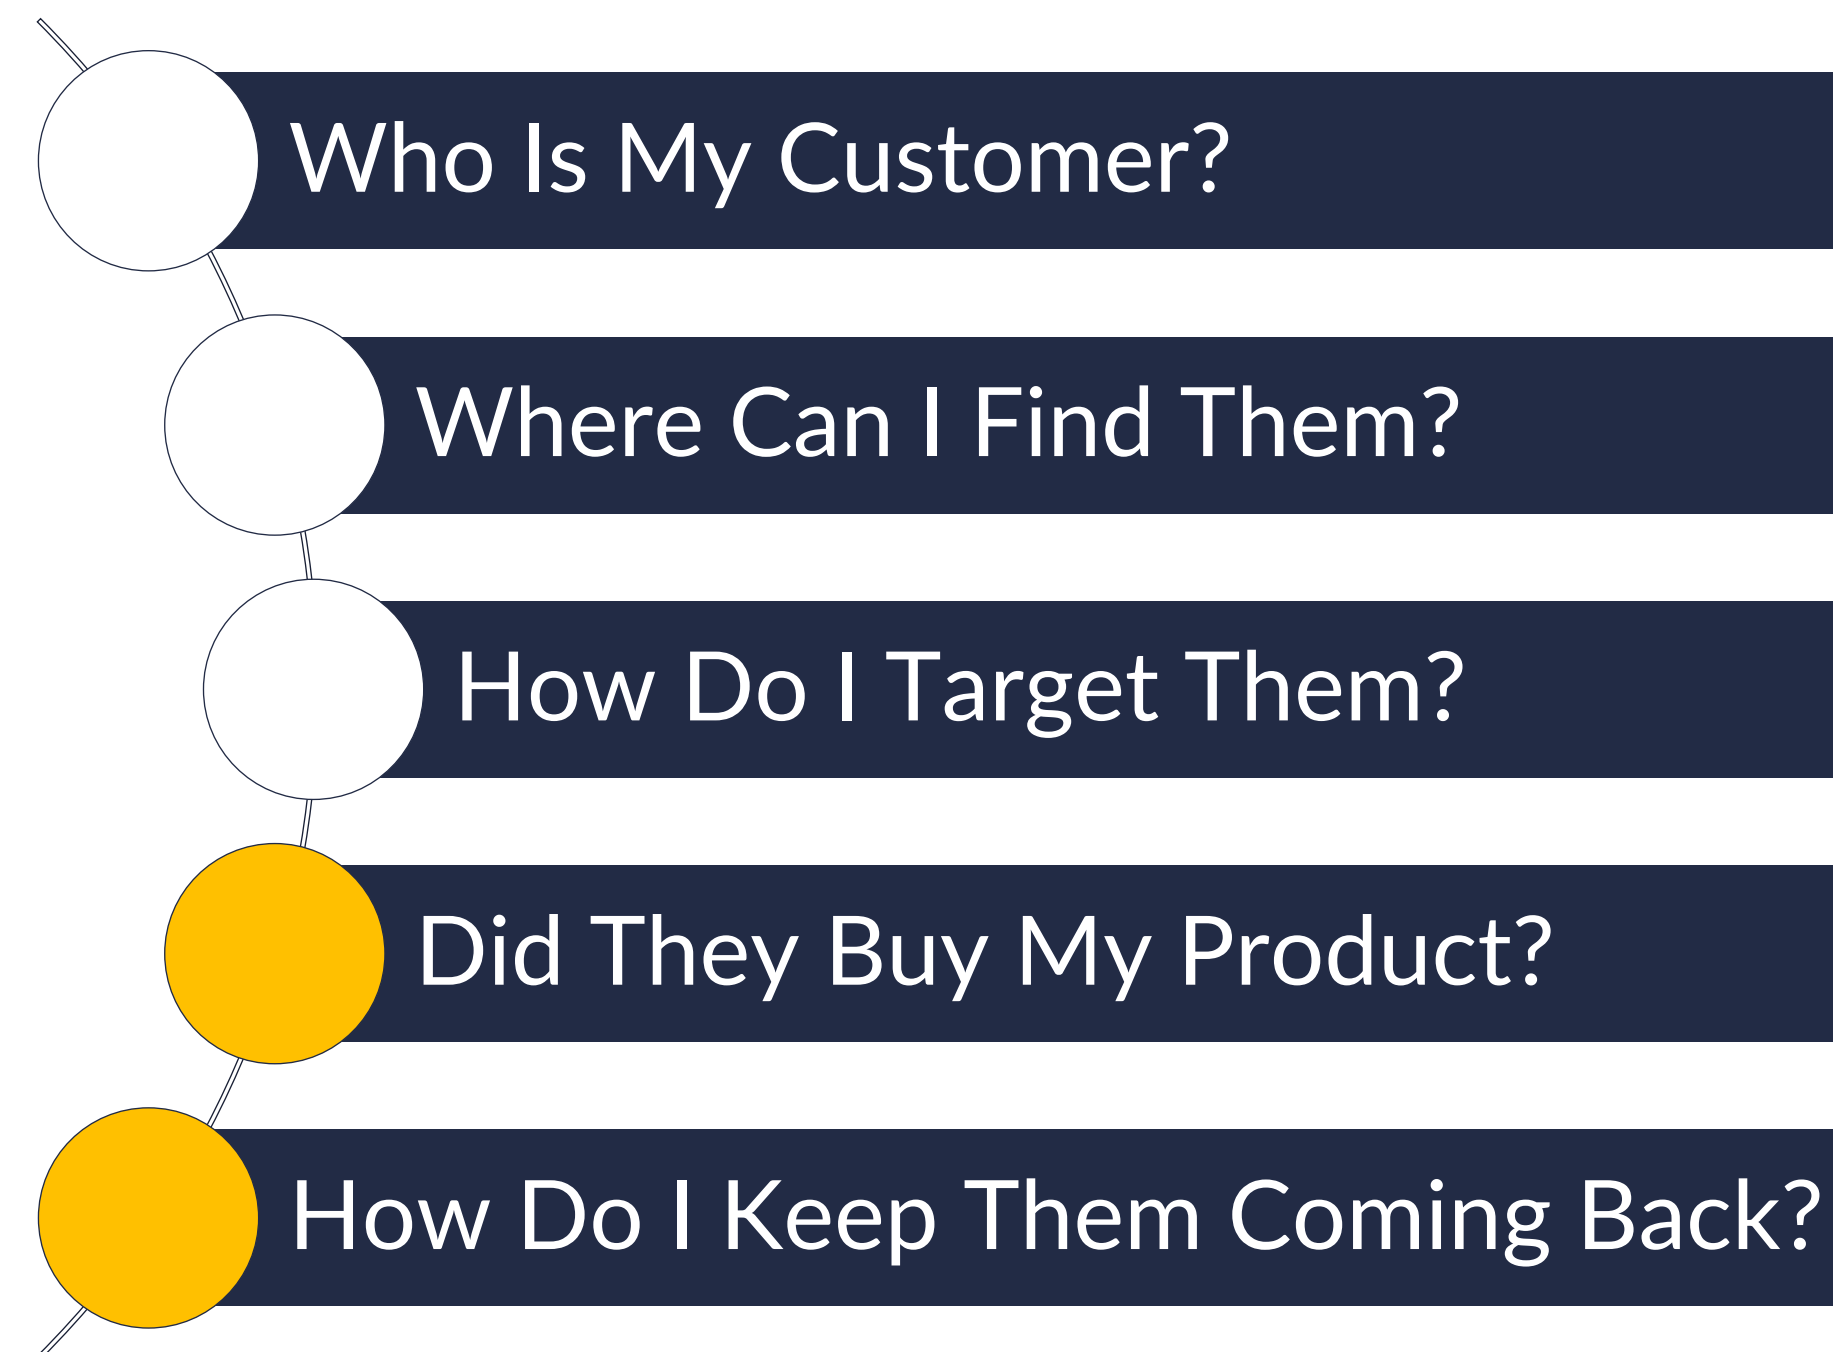 Who Is My Customer?
Where Can I Find Them?
How Do I Target Them?
Did They Buy My Product?
How Do I Keep Them Coming Back?